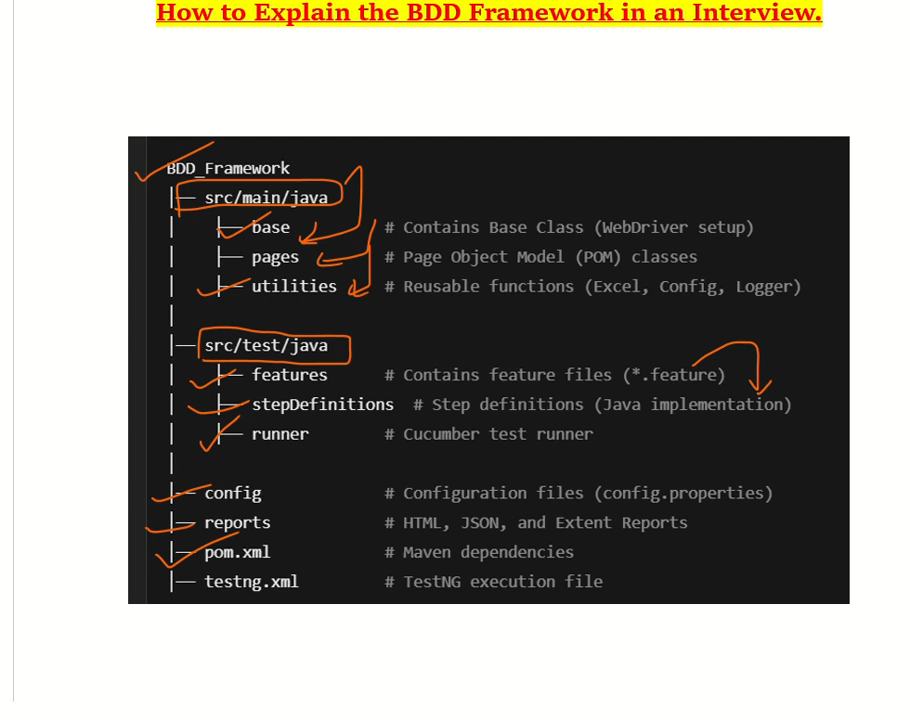 How to Explain the BDD Framework in an Interview.
BDD_Framework
|— src/main/java
|   ├— base # Contains Base Class (WebDriver setup)
|   ├— pages # Page Object Model (POM) classes
|   ├— utilities # Reusable functions (Excel, Config, Logger)
|
|— src/test/java
|   ├— features # Contains feature files (*.feature)
|   ├— stepDefinitions # Step definitions (Java implementation)
|   ├— runner # Cucumber test runner
|
|— config # Configuration files (config.properties)
|— reports # HTML, JSON, and Extent Reports
|— pom.xml # Maven dependencies
|— testng.xml # TestNG execution file